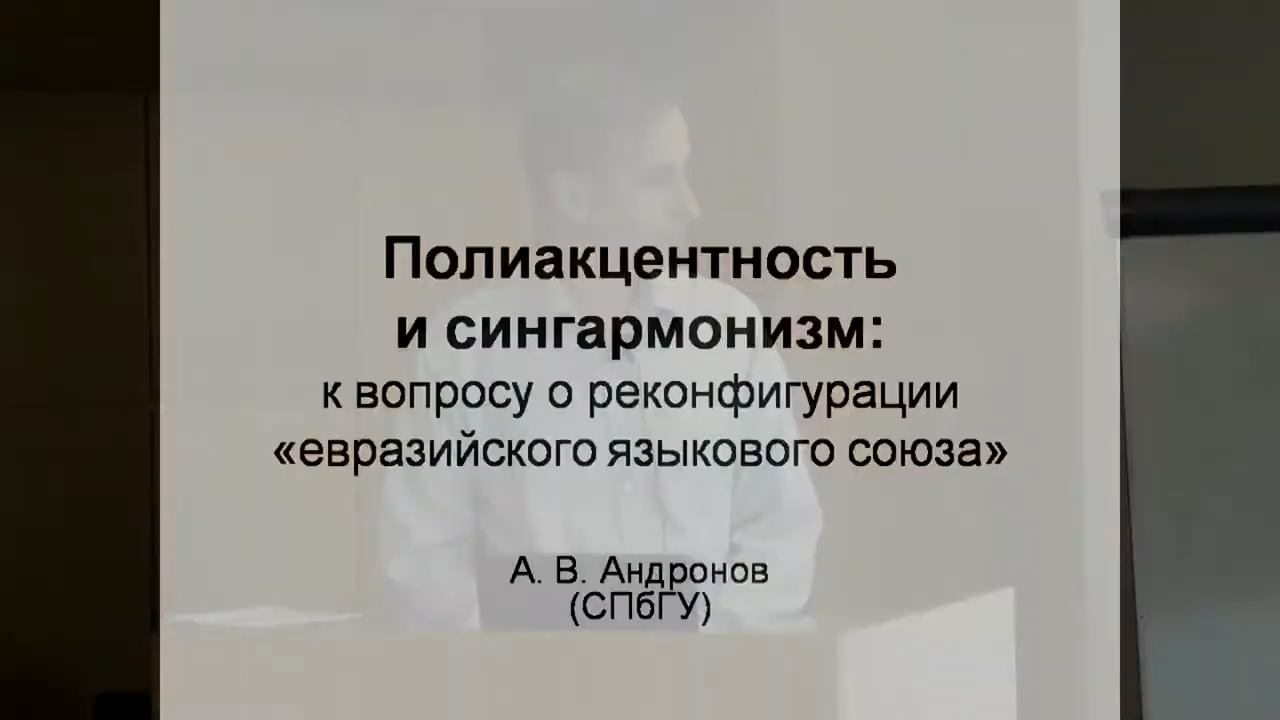 Полиакцентность
и сингармонизм:
к вопросу о реконфигурации
«евразийского языкового союза»
А. В. Андронов
(СПбГУ)